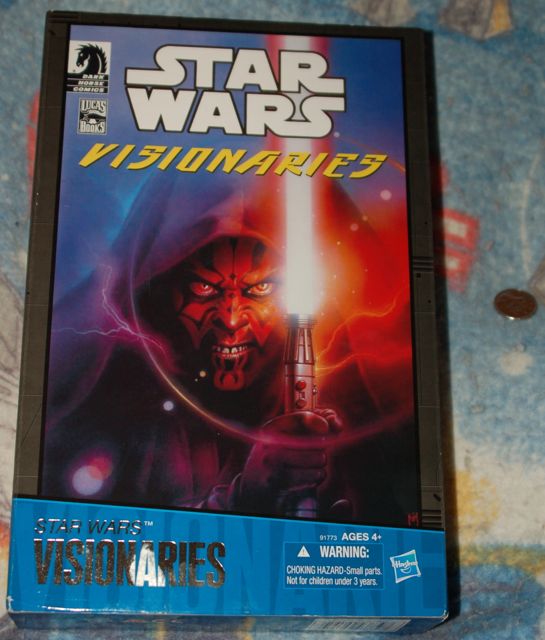 STAR
WARS
DARK
HORSE
COMICS
LUCAS
BOOKS
VISIONARIES
STAR WARS™
VISIONARIES
91773 AGES 4+
⚠ WARNING:
CHOKING HAZARD-Small parts.
Not for children under 3 years.
Hasbro